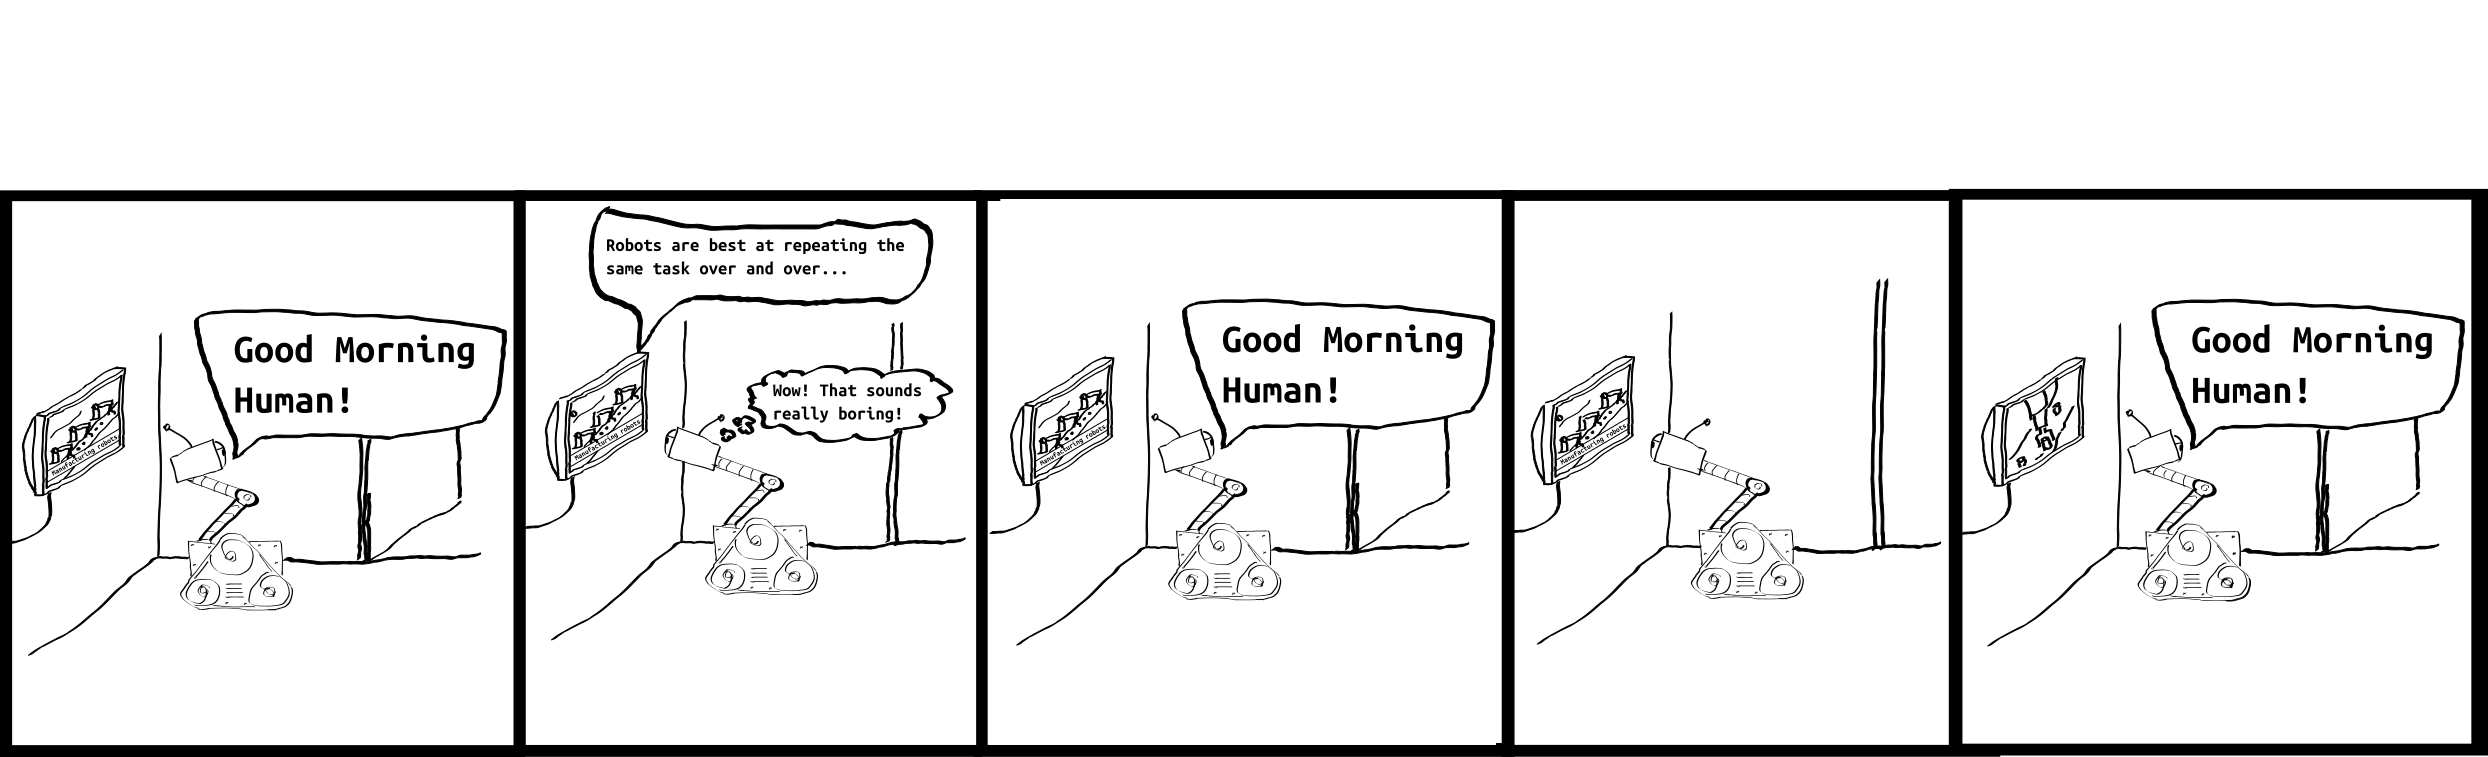 Good Morning
Human!
Manufacturing robots
Robots are best at repeating the
same task over and over...
Wow! That sounds
really boring!
Manufacturing robots
Good Morning
Human!
Manufacturing robots
Manufacturing robots
Good Morning
Human!